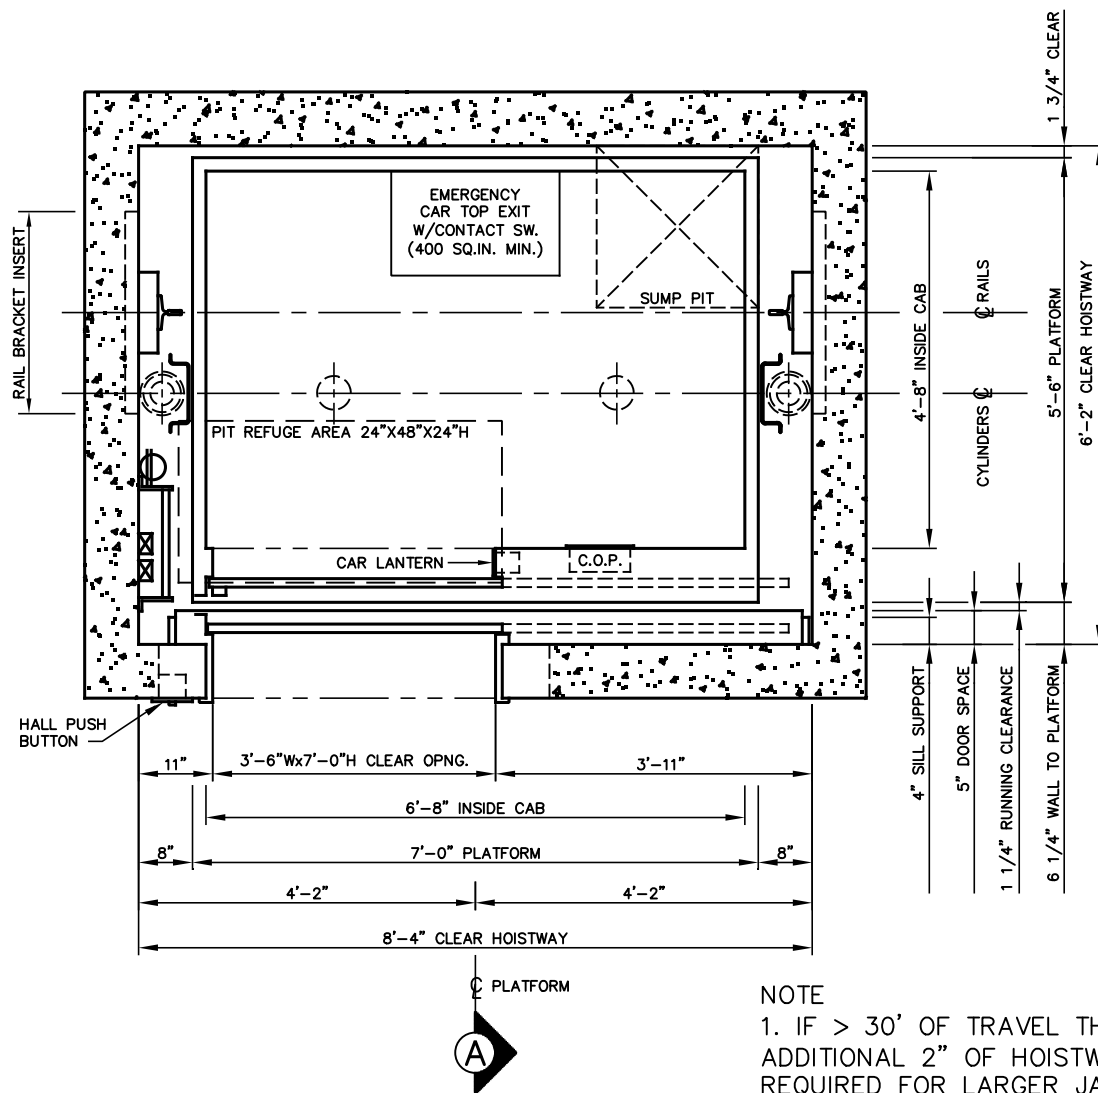 1 3/4" CLEAR
EMERGENCY
CAR TOP EXIT
W/CONTACT SW.
(400 SQ.IN. MIN.)
SUMP PIT
RAIL BRACKET INSERT
4'-8" INSIDE CAB
℄ RAILS
CYLINDERS ℄
5'-6" PLATFORM
6'-2" CLEAR HOISTWAY
PIT REFUGE AREA 24"X48"X24"H
CAR LANTERN
C.O.P.
HALL PUSH
BUTTON
4" SILL SUPPORT
5" DOOR SPACE
1 1/4" RUNNING CLEARANCE
6 1/4" WALL TO PLATFORM
11"
3'-6"Wx7'-0"H CLEAR OPNG.
3'-11"
6'-8" INSIDE CAB
8"
7'-0" PLATFORM
8"
4'-2"
4'-2"
8'-4" CLEAR HOISTWAY
℄ PLATFORM
A
NOTE
1. IF > 30' OF TRAVEL TH
ADDITIONAL 2" OF HOISTW
REQUIRED FOR LARGER JA